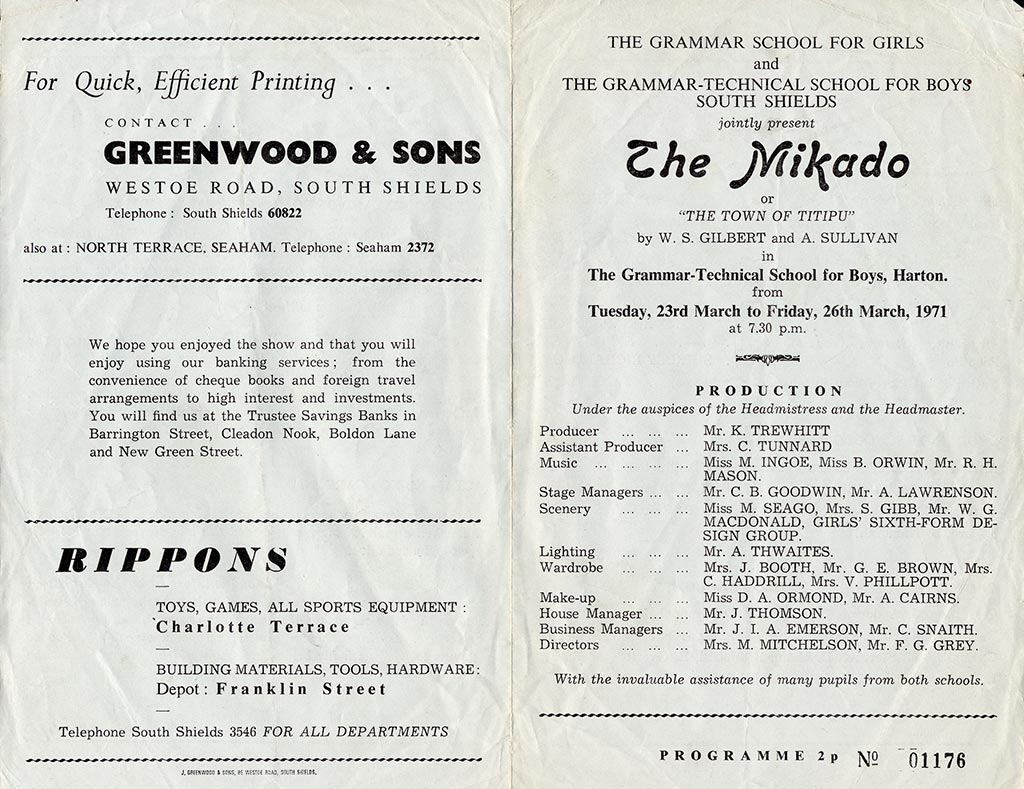 For Quick, Efficient Printing . . .
CONTACT . . .
GREENWOOD & SONS
WESTOE ROAD, SOUTH SHIELDS
Telephone : South Shields 60822
also at : NORTH TERRACE, SEAHAM. Telephone : Seaham 2372
We hope you enjoyed the show and that you will
enjoy using our banking services ; from the
convenience of cheque books and foreign travel
arrangements to high interest and investments.
You will find us at the Trustee Savings Banks in
Barrington Street, Cleadon Nook, Boldon Lane
and New Green Street.
RIPPONS
TOYS, GAMES, ALL SPORTS EQUIPMENT :
Charlotte Terrace
BUILDING MATERIALS, TOOLS, HARDWARE:
Depot : Franklin Street
Telephone South Shields 3546 FOR ALL DEPARTMENTS
J. GREENWOOD & SONS, 85 WESTOE ROAD, SOUTH SHIELDS.
THE GRAMMAR SCHOOL FOR GIRLS
and
THE GRAMMAR-TECHNICAL SCHOOL FOR BOYS
SOUTH SHIELDS
jointly present
The Mikado
or
"THE TOWN OF TITIPU"
by W. S. GILBERT and A. SULLIVAN
in
The Grammar-Technical School for Boys, Harton.
from
Tuesday, 23rd March to Friday, 26th March, 1971
at 7.30 p.m.
PRODUCTION
Under the auspices of the Headmistress and the Headmaster.
Producer ... ... ... Mr. K. TREWHITT
Assistant Producer ... Mrs. C. TUNNARD
Music ... ... ... ... Miss M. INGOE, Miss B. ORWIN, Mr. R. H.
MASON.
Stage Managers ... ... Mr. C. B. GOODWIN, Mr. A. LAWRENSON.
Scenery ... ... ... Miss M. SEAGO, Mrs. S. GIBB, Mr. W. G.
MACDONALD, GIRLS' SIXTH-FORM DE-
SIGN GROUP.
Lighting ... ... ... Mr. A. THWAITES.
Wardrobe ... ... ... Mrs. J. BOOTH, Mr. G. E. BROWN, Mrs.
C. HADDRILL, Mrs. V. PHILLPOTT.
Make-up ... ... ... Miss D. A. ORMOND, Mr. A. CAIRNS.
House Manager ... ... Mr. J. THOMSON.
Business Managers ... Mr. J. I. A. EMERSON, Mr. C. SNAITH.
Directors ... ... ... Mrs. M. MITCHELSON, Mr. F. G. GREY.
With the invaluable assistance of many pupils from both schools.
PROGRAMME 2p Nº 01176